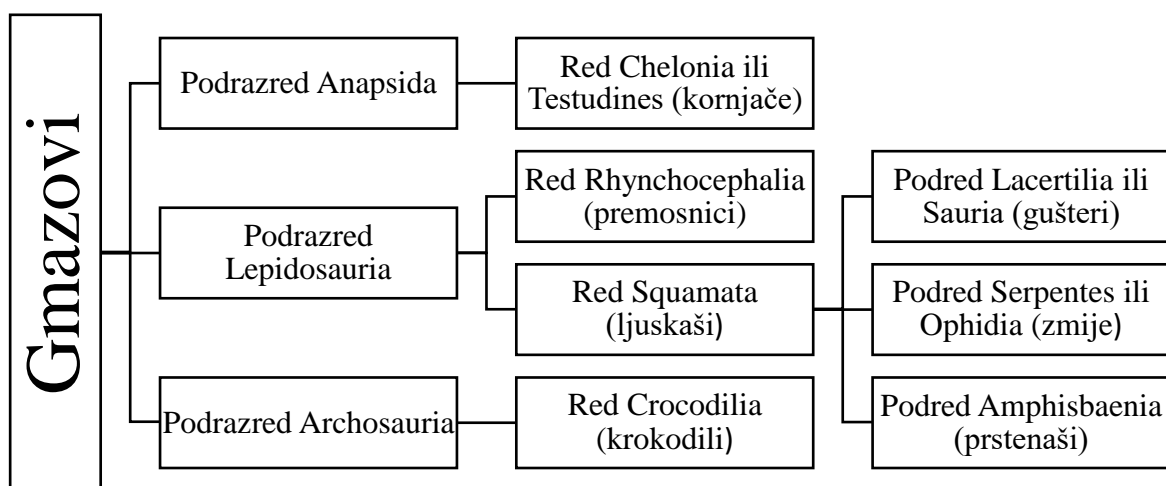 Gmazovi
Podrazred Anapsida
Red Chelonia ili
Testudines (kornjače)
Podrazred
Lepidosauria
Red Rhynchocephalia
(premosnici)
Red Squamata
(ljuskaši)
Podred Lacertilia ili
Sauria (gušteri)
Podred Serpentes ili
Ophidia (zmije)
Podred Amphisbaenia
(prstenaši)
Podrazred Archosauria
Red Crocodilia
(krokodili)